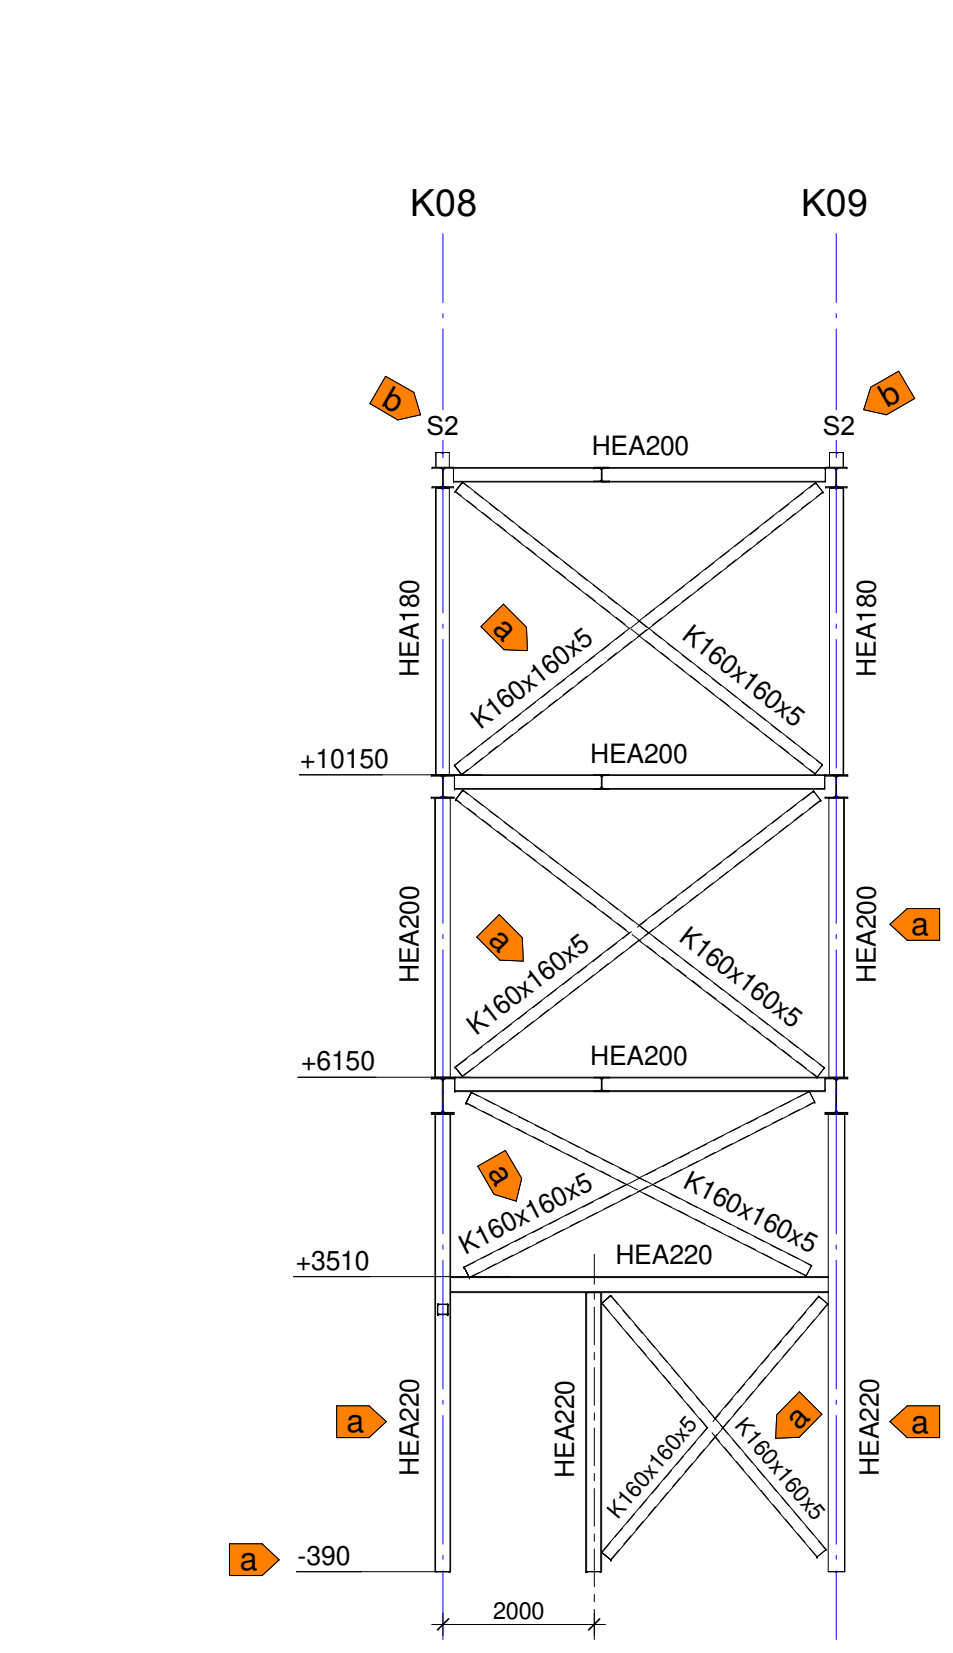 K08 K09
b b
S2 S2
HEA200
HEA180 HEA180
a
K160x160x5 K160x160x5
+10150 HEA200
HEA200 HEA200 a
a
K160x160x5 K160x160x5
+6150 HEA200
a
K160x160x5 K160x160x5
+3510 HEA220
a HEA220 HEA220 a HEA220 a
K160x160x5 K160x160x5
a -390
2000